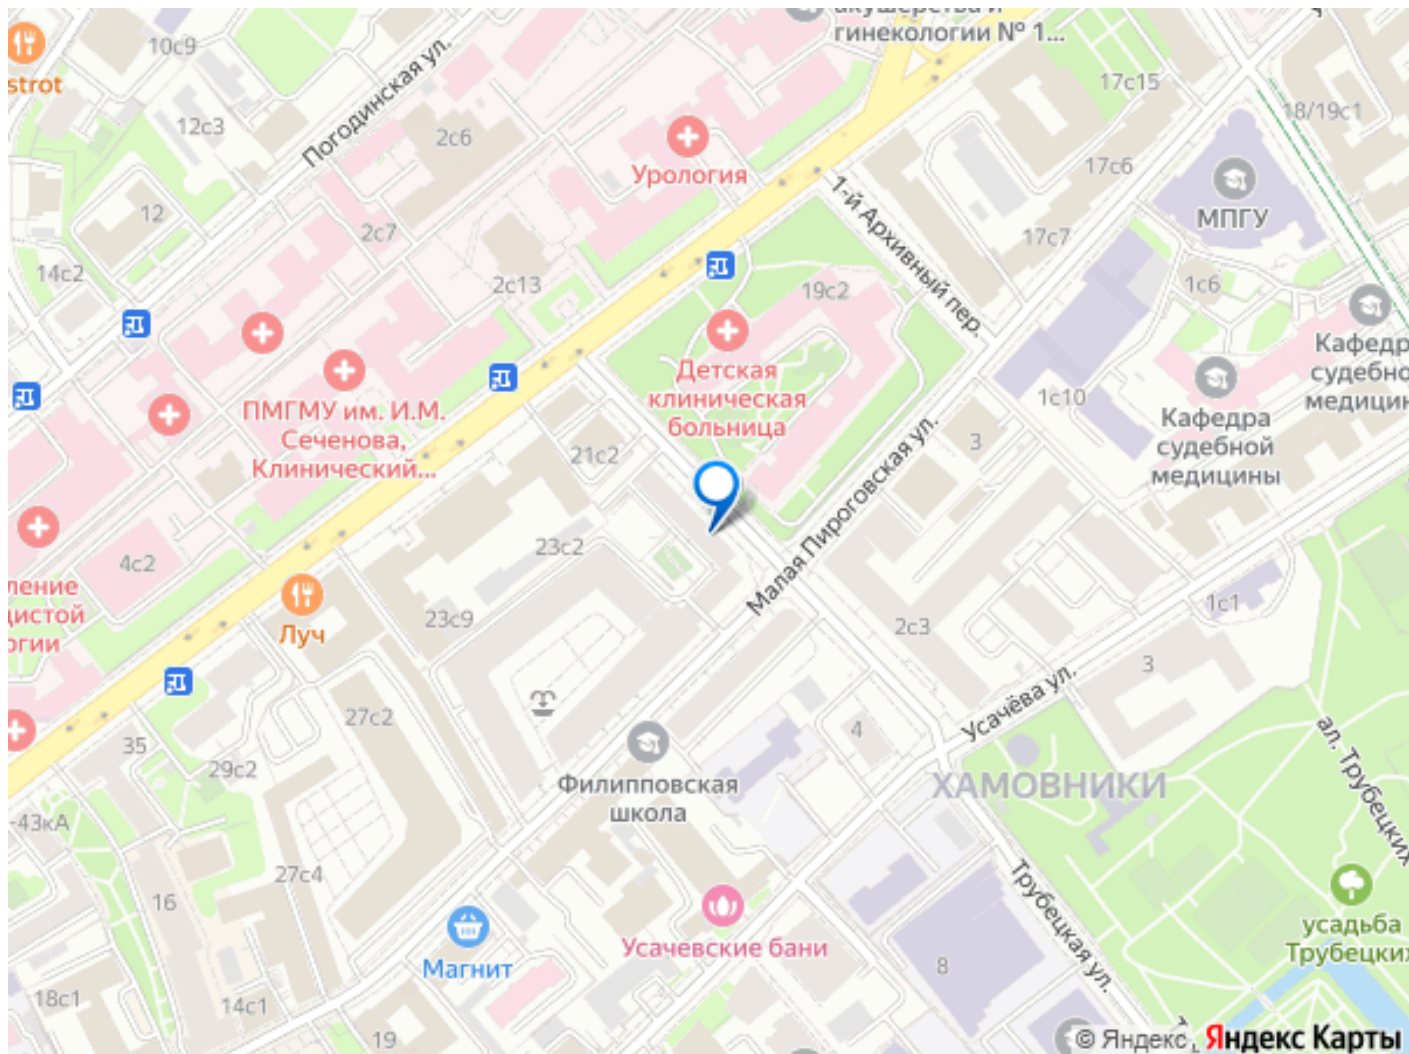 акушерства и
гинекологии № 1...
10с9
strot
Погодинская ул.
12с3
2с6
17с15
18/19с1
Урология
17с6
1-й Архивный пер.
МПГУ
12
2с7
17с7
14с2
2с13
19с2
1с6
Детская
клиническая
больница
Кафедр
судебно
медицин
ПМГМУ им. И.М.
Сеченова,
Клинический...
1с10
Кафедра
судебной
медицины
21с2
3
Малая Пироговская ул.
23с2
4с2
ление
дистой
огии
Луч
23с9
1с1
2с3
3
Усачёва ул.
27с2
35
29с2
4
ал. Трубецких
Филипповская
школа
ХАМОВНИКИ
-43кА
27с4
16
Трубецкая ул.
усадьба
Трубецких
Усачевские бани
Магнит
8
18с1
14с1
19
© Яндекс
Яндекс Карты